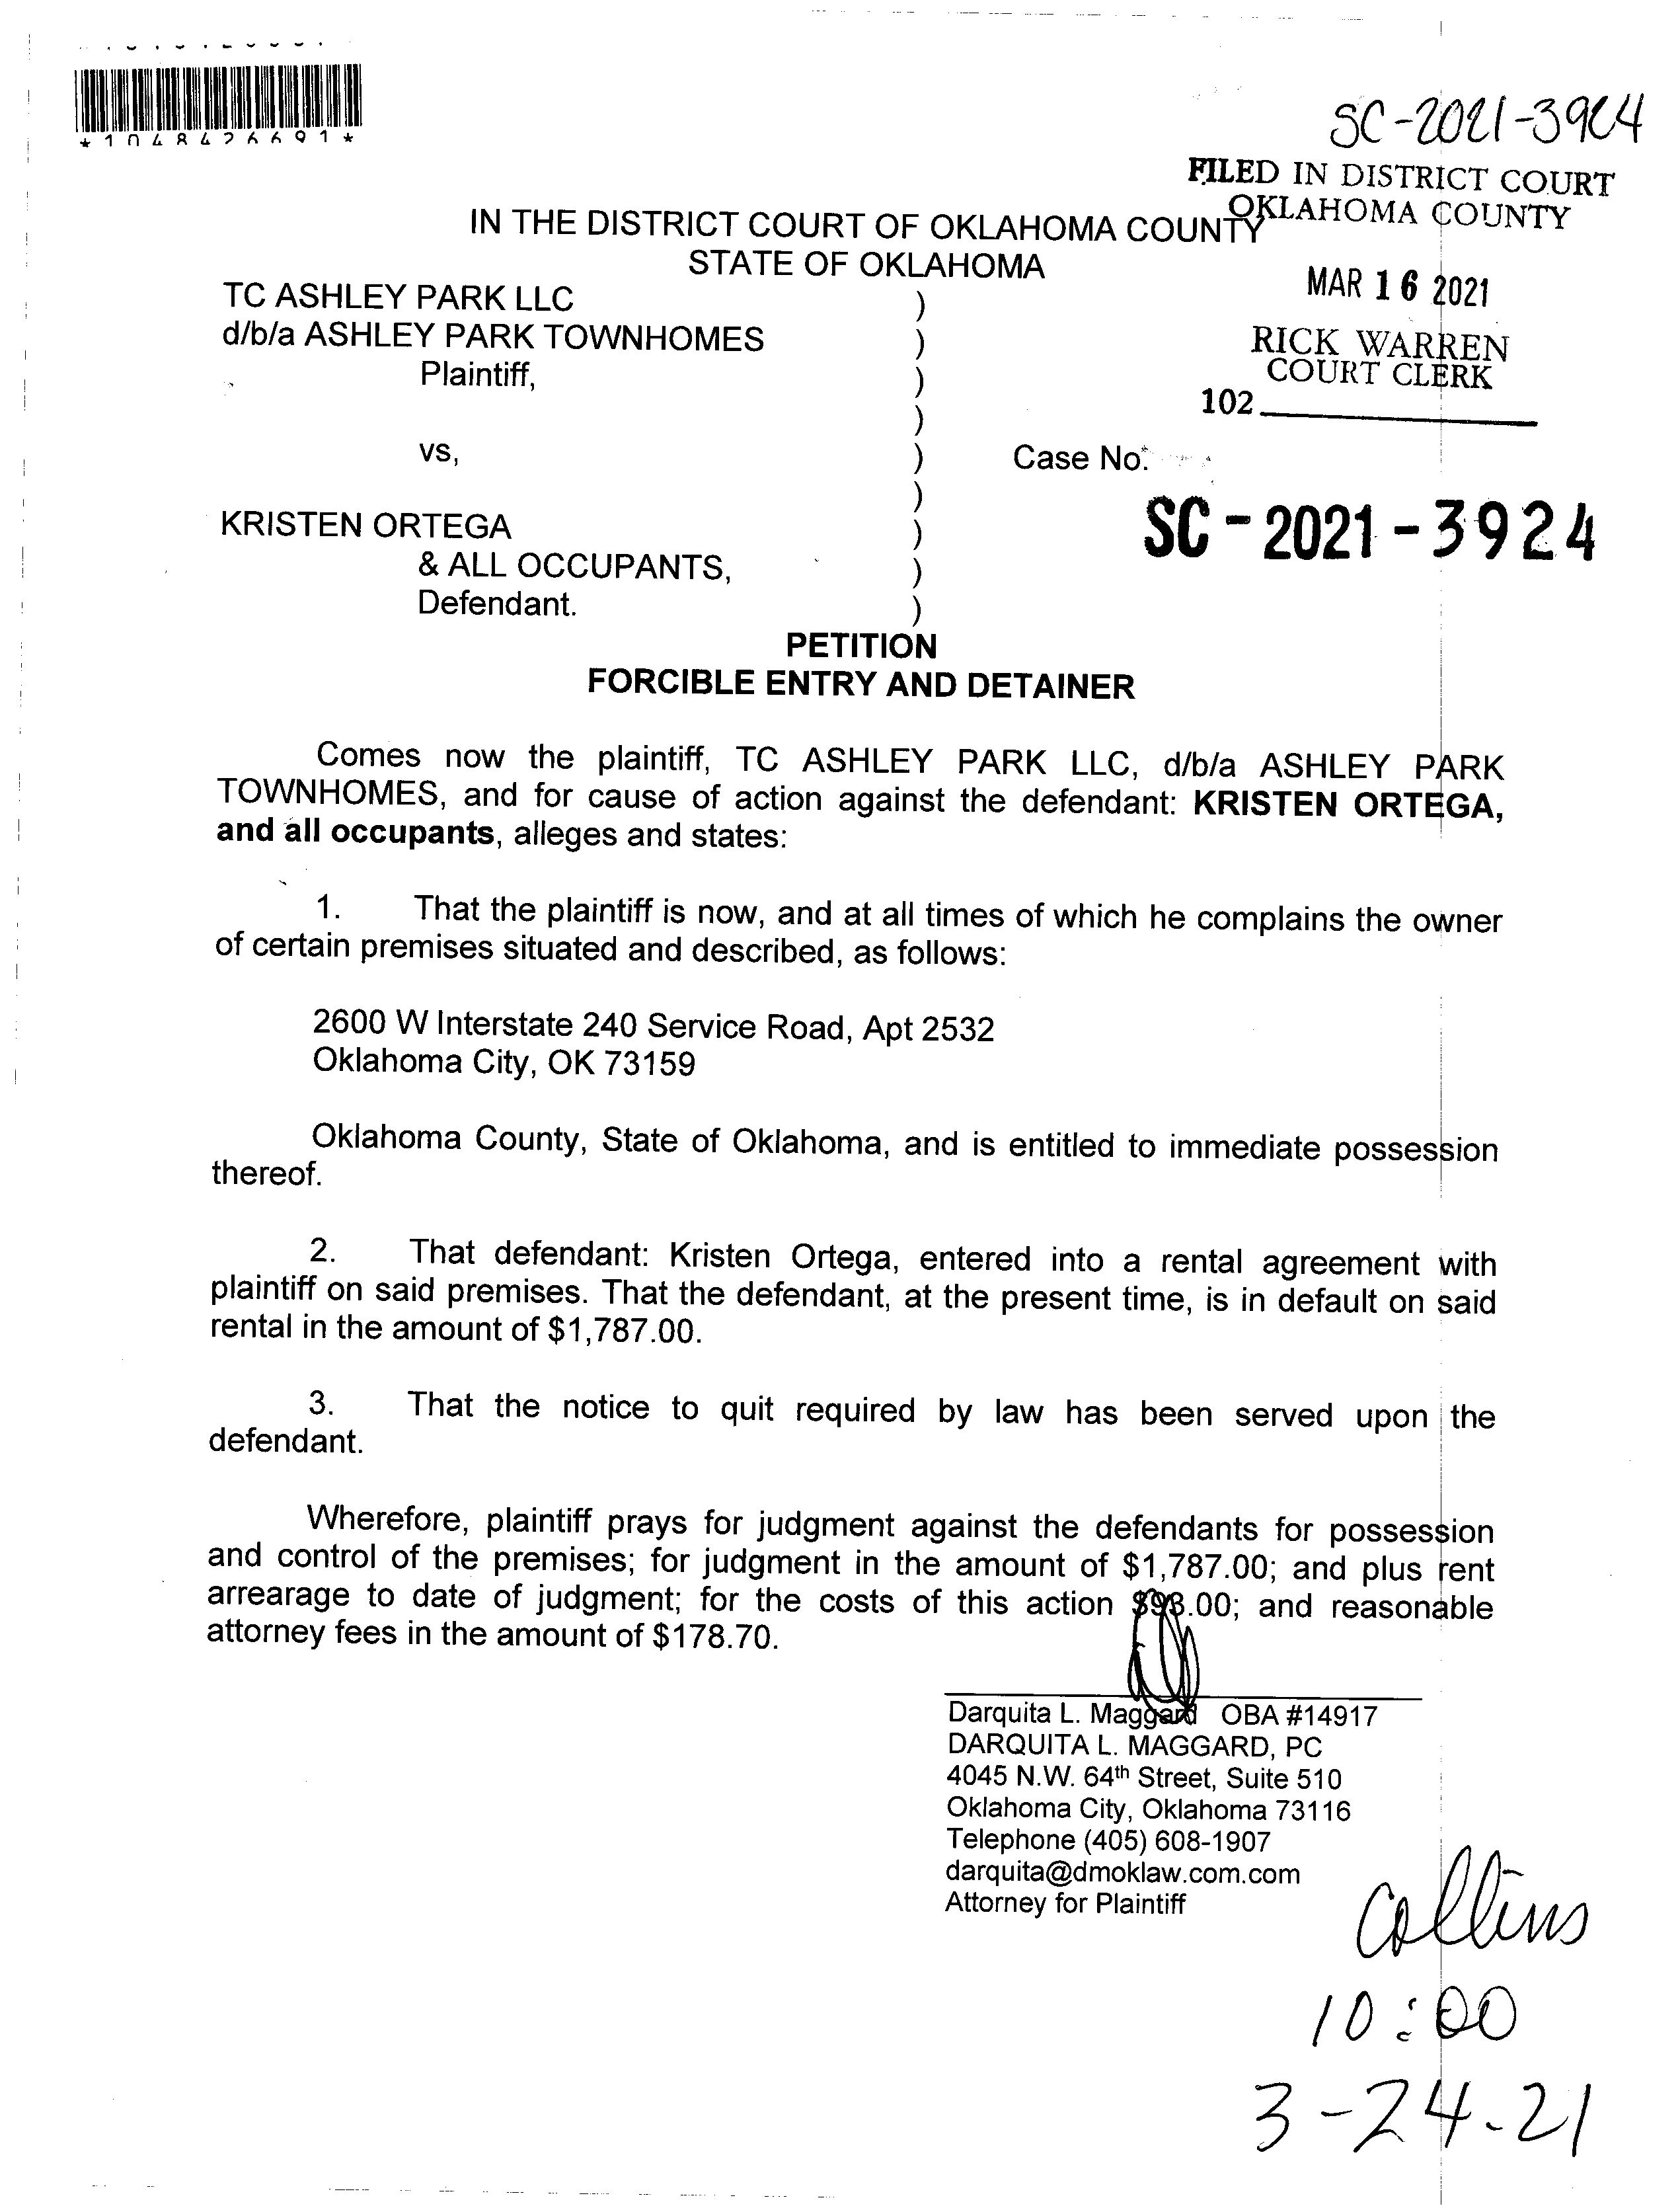 *1048426691*
SC-2021-3924
FILED IN DISTRICT COURT
OKLAHOMA COUNTY
MAR 16 2021
RICK WARREN
COURT CLERK
102
IN THE DISTRICT COURT OF OKLAHOMA COUNTY
STATE OF OKLAHOMA
TC ASHLEY PARK LLC )
d/b/a ASHLEY PARK TOWNHOMES )
Plaintiff, )
)
vs, ) Case No.
)
SC-2021-3924
KRISTEN ORTEGA )
& ALL OCCUPANTS, )
Defendant. )
PETITION
FORCIBLE ENTRY AND DETAINER
Comes now the plaintiff, TC ASHLEY PARK LLC, d/b/a ASHLEY PARK
TOWNHOMES, and for cause of action against the defendant: KRISTEN ORTEGA,
and all occupants, alleges and states:
1. That the plaintiff is now, and at all times of which he complains the owner
of certain premises situated and described, as follows:
2600 W Interstate 240 Service Road, Apt 2532
Oklahoma City, OK 73159
Oklahoma County, State of Oklahoma, and is entitled to immediate possession
thereof.
2. That defendant: Kristen Ortega, entered into a rental agreement with
plaintiff on said premises. That the defendant, at the present time, is in default on said
rental in the amount of $1,787.00.
3. That the notice to quit required by law has been served upon the
defendant.
Wherefore, plaintiff prays for judgment against the defendants for possession
and control of the premises; for judgment in the amount of $1,787.00; and plus rent
arrearage to date of judgment; for the costs of this action $93.00; and reasonable
attorney fees in the amount of $178.70.
Darquita L. Maggard OBA #14917
DARQUITA L. MAGGARD, PC
4045 N.W. 64th Street, Suite 510
Oklahoma City, Oklahoma 73116
Telephone (405) 608-1907
darquita@dmoklaw.com.com
Attorney for Plaintiff
Collins
10:00
3-24-21